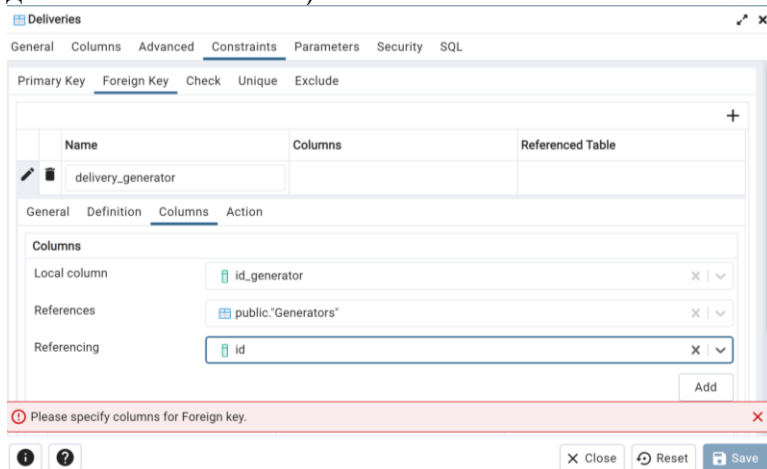 Deliveries
General Columns Advanced Constraints Parameters Security SQL
Primary Key Foreign Key Check Unique Exclude
Name Columns Referenced Table
delivery_generator
General Definition Columns Action
Columns
Local column id_generator
References public."Generators"
Referencing id
Add
Please specify columns for Foreign key.
Close Reset Save